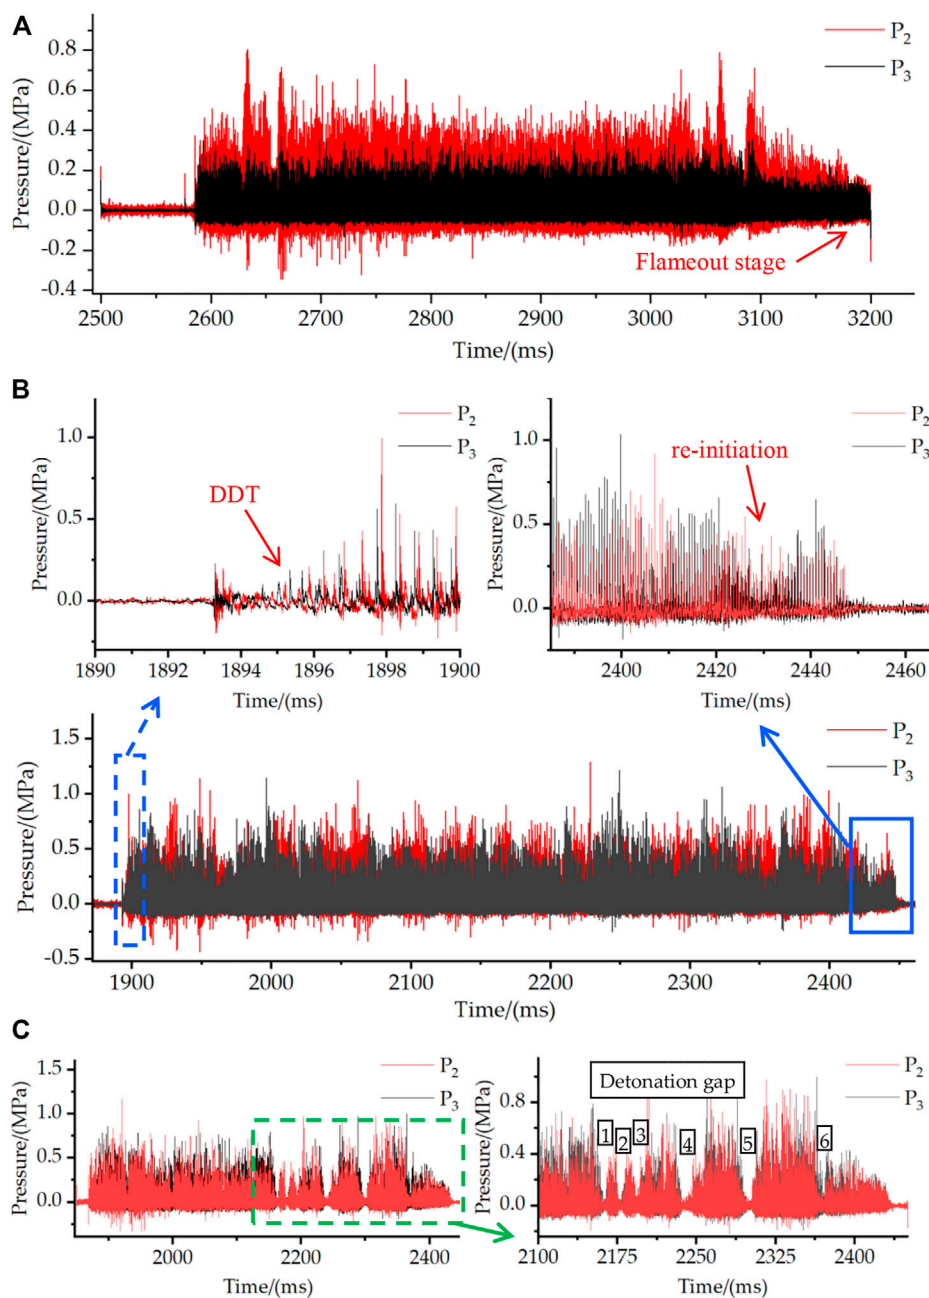 A
P2
P3
Pressure/(MPa)
0.8
0.6
0.4
0.2
0.0
-0.2
-0.4
Flameout stage
2500 2600 2700 2800 2900 3000 3100 3200
Time/(ms)
B
P2
P3
Pressure/(MPa)
1.0
0.5
0.0
DDT
1890 1892 1894 1896 1898 1900
Time/(ms)
P2
P3
Pressure/(MPa)
1.0
0.5
0.0
re-initiation
2400 2420 2440 2460
Time/(ms)
P2
P3
Pressure/(MPa)
1.5
1.0
0.5
0.0
-0.5
1900 2000 2100 2200 2300 2400
Time/(ms)
C
P2
P3
Pressure/(MPa)
1.5
1.0
0.5
0.0
2000 2200 2400
Time/(ms)
P2
P3
Pressure/(MPa)
0.8
0.4
0.0
Detonation gap
1 2 3 4 5 6
2100 2175 2250 2325 2400
Time/(ms)